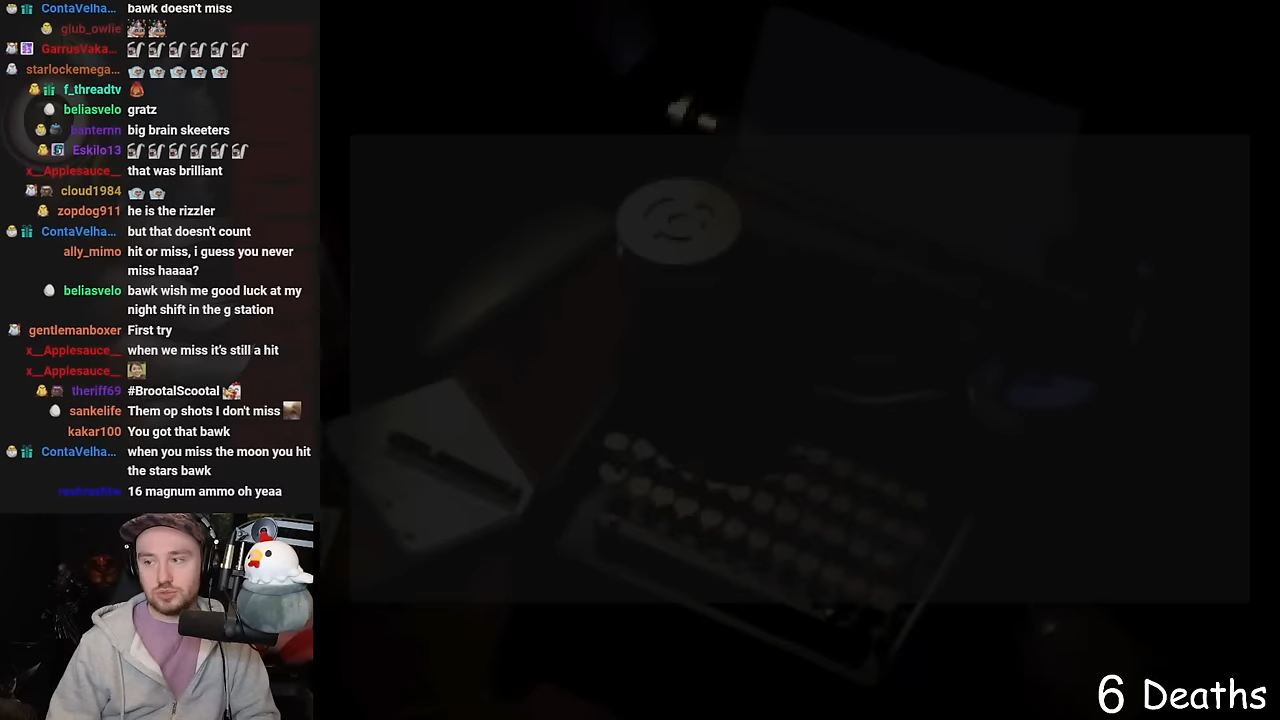 ContaVelha… bawk doesn't miss
giub_owlie
GarrusVaka…
starlockemega…
f_threadtv
beliasvelo gratz
banternn big brain skeeters
Eskilo13
x__Applesauce__ that was brilliant
cloud1984
zopdog911 he is the rizzler
ContaVelha… but that doesn't count
ally_mimo hit or miss, i guess you never
miss haaaa?
beliasvelo bawk wish me good luck at my
night shift in the g station
gentlemanboxer First try
x__Applesauce__ when we miss it's still a hit
x__Applesauce__
theriff69 #BrootalScootal
sankelife Them op shots I don't miss
kakar100 You got that bawk
ContaVelha… when you miss the moon you hit
the stars bawk
16 magnum ammo oh yeaa
6 Deaths